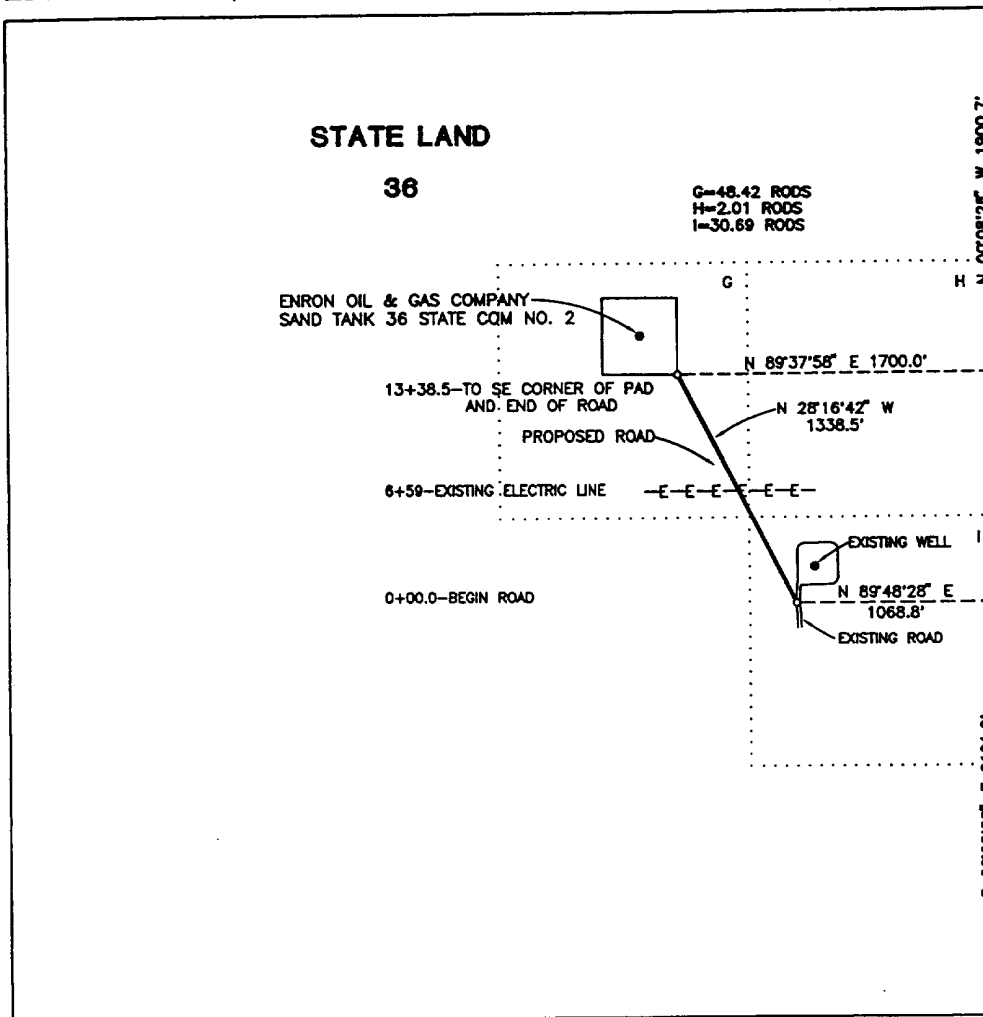 STATE LAND
36
G=48.42 RODS
H=2.01 RODS
I=30.69 RODS
W 1900.7'
G
H
ENRON OIL & GAS COMPANY
SAND TANK 36 STATE COM NO. 2
N 89°37'58" E 1700.0'
13+38.5-TO SE CORNER OF PAD
AND END OF ROAD
N 28°16'42" W
1338.5'
PROPOSED ROAD
6+59-EXISTING ELECTRIC LINE
-E-E-E-E-E-E-
EXISTING WELL
I
0+00.0-BEGIN ROAD
N 89°48'28" E
1068.8'
EXISTING ROAD